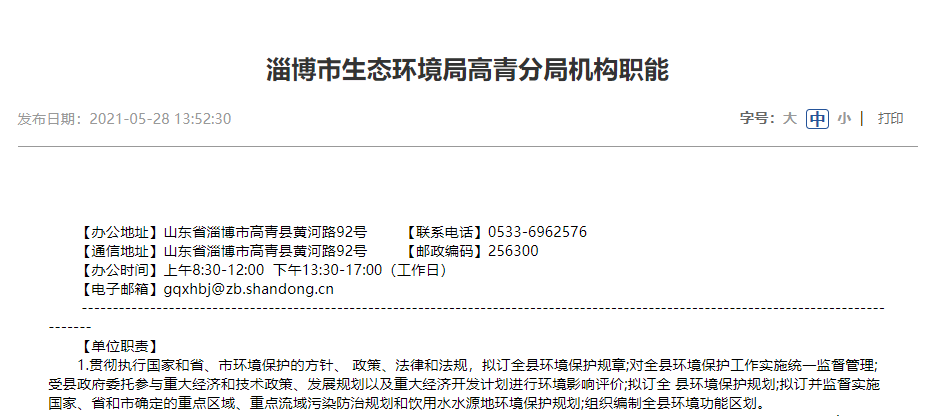 淄博市生态环境局高青分局机构职能
发布日期：2021-05-28 13:52:30 字号：大 中 小 | 打印
【办公地址】山东省淄博市高青县黄河路92号 【联系电话】0533-6962576
【通信地址】山东省淄博市高青县黄河路92号 【邮政编码】256300
【办公时间】上午8:30-12:00 下午13:30-17:00（工作日）
【电子邮箱】gqxhbj@zb.shandong.cn
--------------------------------------------------------------------------------------------------------------------
-------
【单位职责】
1.贯彻执行国家和省、市环境保护的方针、 政策、法律和法规，拟订全县环境保护规章;对全县环境保护工作实施统一监督管理;
受县政府委托参与重大经济和技术政策、发展规划以及重大经济开发计划进行环境影响评价;拟订全 县环境保护规划;拟订并监督实施
国家、省和市确定的重点区域、重点流域污染防治规划和饮用水水源地环境保护规划;组织编制全县环境功能区划。